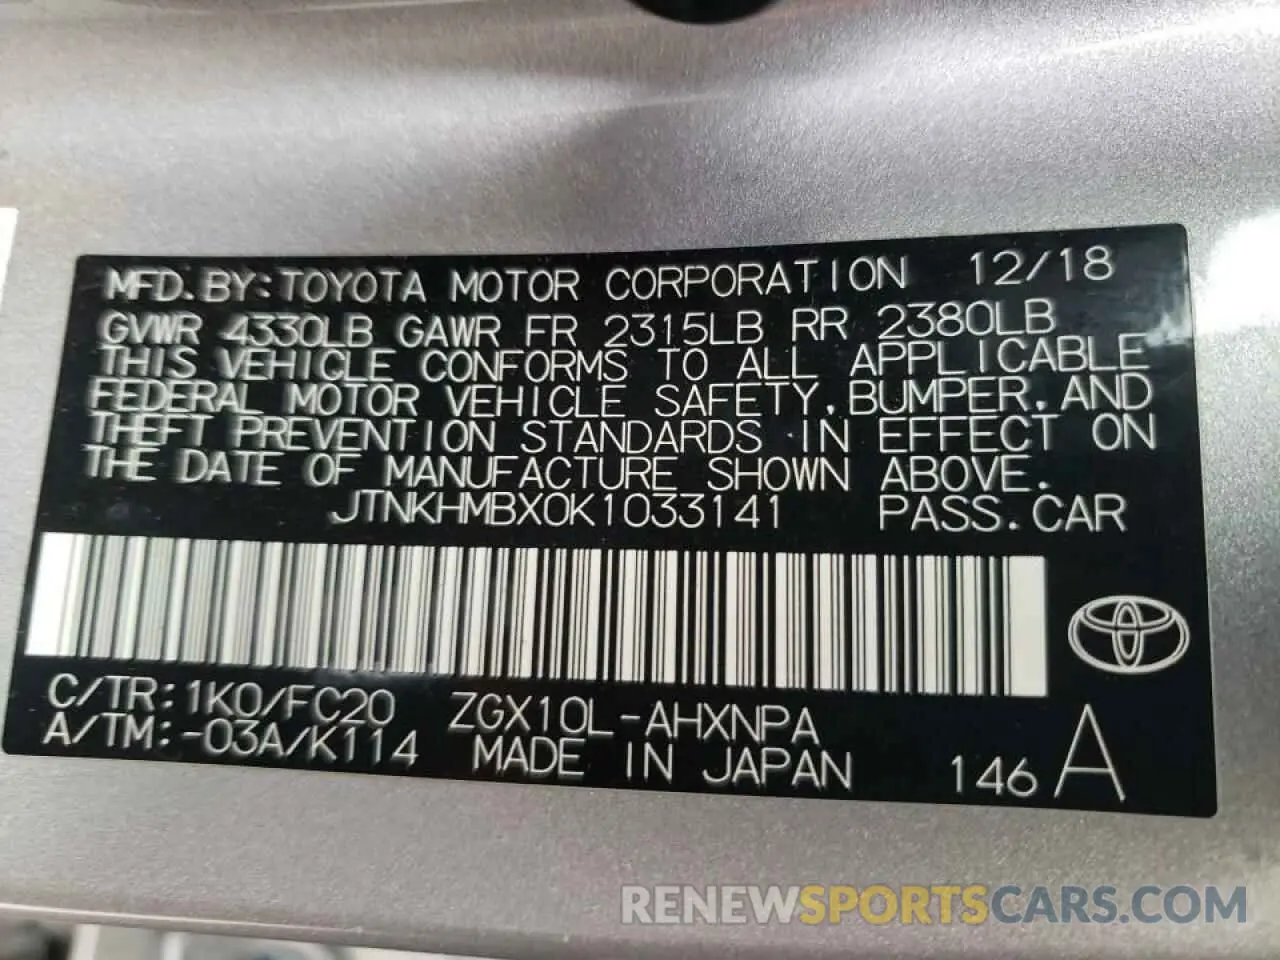 MFD. BY: TOYOTA MOTOR CORPORATION 12/18
GVWR 4330LB GAWR FR 2315LB RR 2380LB
THIS VEHICLE CONFORMS TO ALL APPLICABLE
FEDERAL MOTOR VEHICLE SAFETY, BUMPER, AND
THEFT PREVENTION STANDARDS IN EFFECT ON
THE DATE OF MANUFACTURE SHOWN ABOVE.
JTNKHMBX0K1033141 PASS. CAR
C/TR: 1K0/FC20 ZGX10L-AHXNPA
A/TM: -03A/K114 MADE IN JAPAN 146 A
RENEWSPORTSCARS.COM